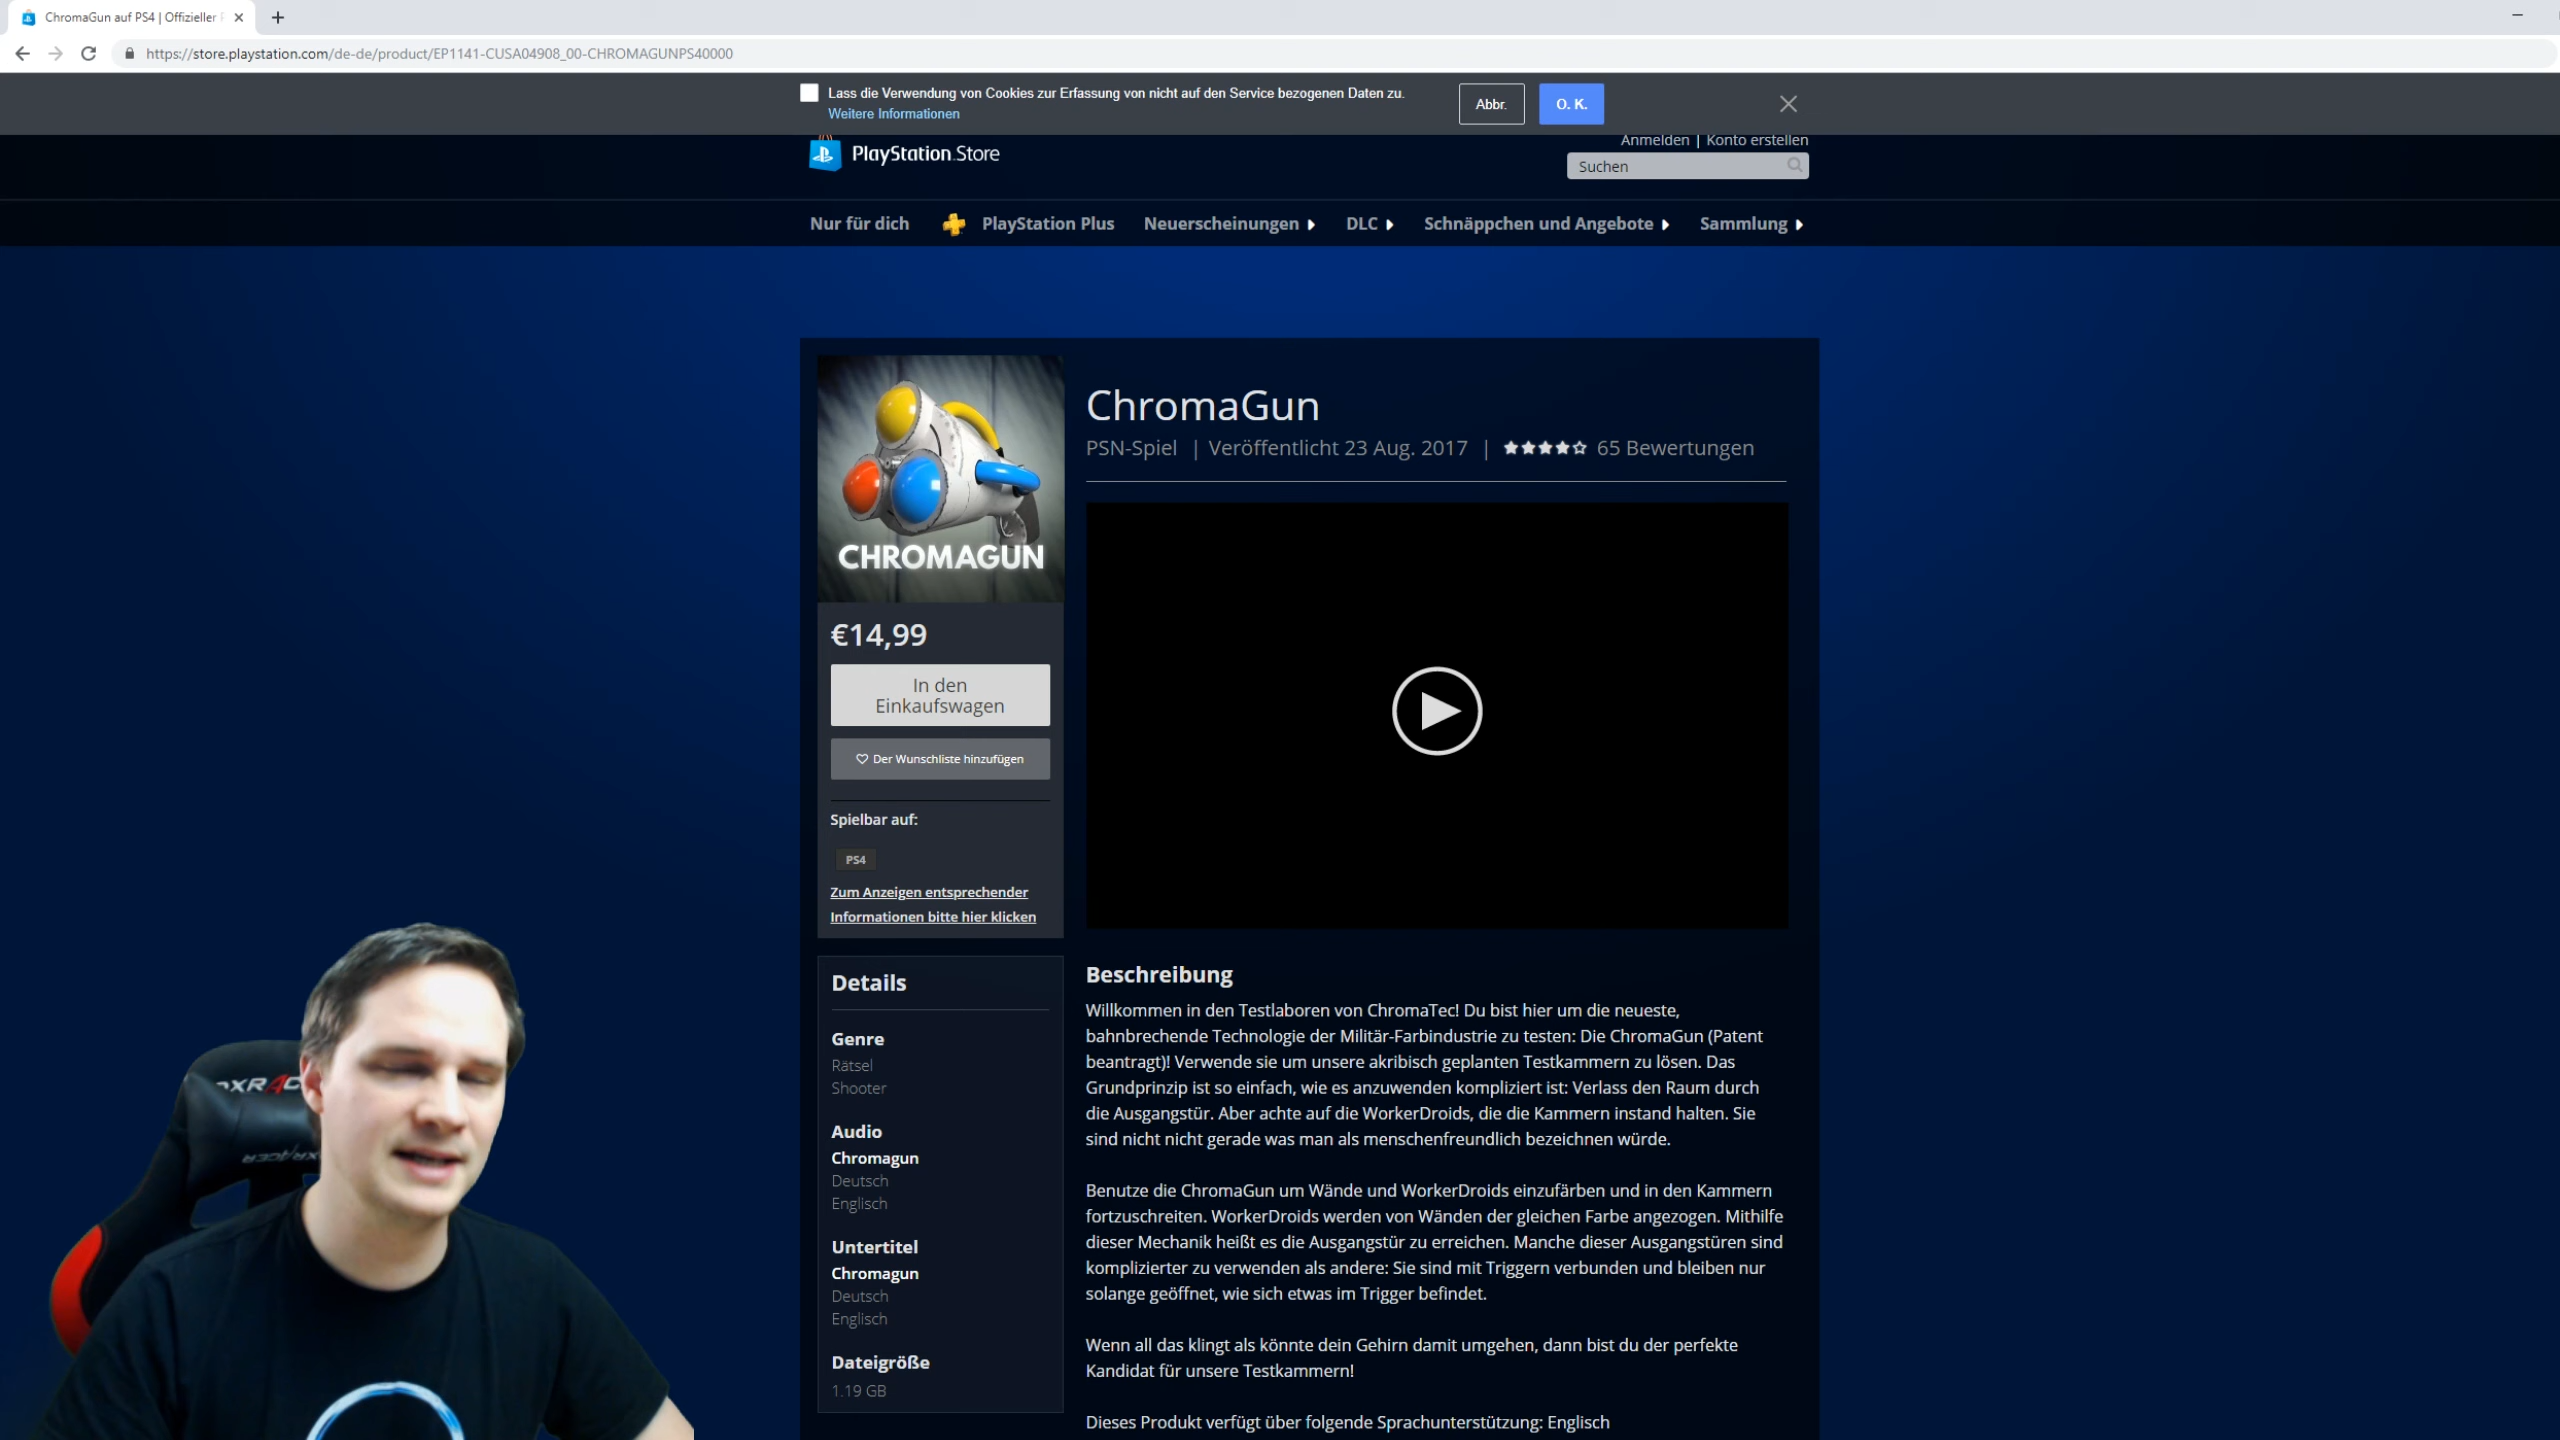 ChromaGun auf PS4 | Offizieller
https://store.playstation.com/de-de/product/EP1141-CUSA04908_00-CHROMAGUNPS40000
Lass die Verwendung von Cookies zur Erfassung von nicht auf den Service bezogenen Daten zu.
Weitere Informationen
Abbr.
O. K.
Anmelden | Konto erstellen
PlayStation Store
Suchen
Nur für dich
PlayStation Plus
Neuerscheinungen
DLC
Schnäppchen und Angebote
Sammlung
CHROMAGUN
ChromaGun
PSN-Spiel | Veröffentlicht 23 Aug. 2017 | 65 Bewertungen
€14,99
In den
Einkaufswagen
Der Wunschliste hinzufügen
Spielbar auf:
PS4
Zum Anzeigen entsprechender
Informationen bitte hier klicken
Details
Genre
Rätsel
Shooter
Audio
Chromagun
Deutsch
Englisch
Untertitel
Chromagun
Deutsch
Englisch
Dateigröße
1.19 GB
Beschreibung
Willkommen in den Testlaboren von ChromaTec! Du bist hier um die neueste,
bahnbrechende Technologie der Militär-Farbindustrie zu testen: Die ChromaGun (Patent
beantragt)! Verwende sie um unsere akribisch geplanten Testkammern zu lösen. Das
Grundprinzip ist so einfach, wie es anzuwenden kompliziert ist: Verlass den Raum durch
die Ausgangstür. Aber achte auf die WorkerDroids, die die Kammern instand halten. Sie
sind nicht nicht gerade was man als menschenfreundlich bezeichnen würde.
Benutze die ChromaGun um Wände und WorkerDroids einzufärben und in den Kammern
fortzuschreiten. WorkerDroids werden von Wänden der gleichen Farbe angezogen. Mithilfe
dieser Mechanik heißt es die Ausgangstür zu erreichen. Manche dieser Ausgangstüren sind
komplizierter zu verwenden als andere: Sie sind mit Triggern verbunden und bleiben nur
solange geöffnet, wie sich etwas im Trigger befindet.
Wenn all das klingt als könnte dein Gehirn damit umgehen, dann bist du der perfekte
Kandidat für unsere Testkammern!
Dieses Produkt verfügt über folgende Sprachunterstützung: Englisch